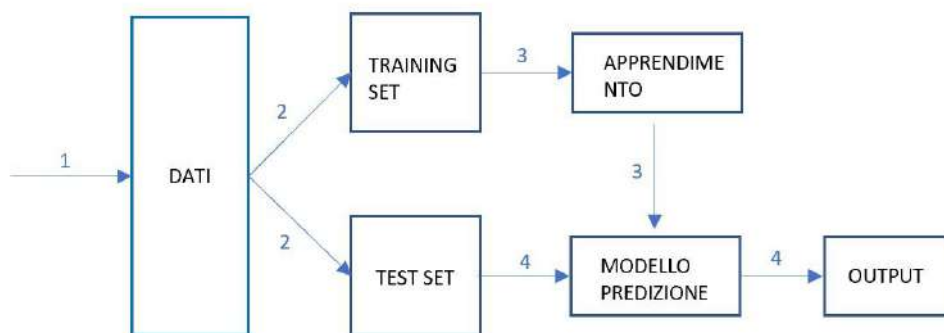 TRAINING
SET
3
APPRENDIME
NTO
2
1
DATI
3
2
TEST SET
4
MODELLO
PREDIZIONE
4
OUTPUT